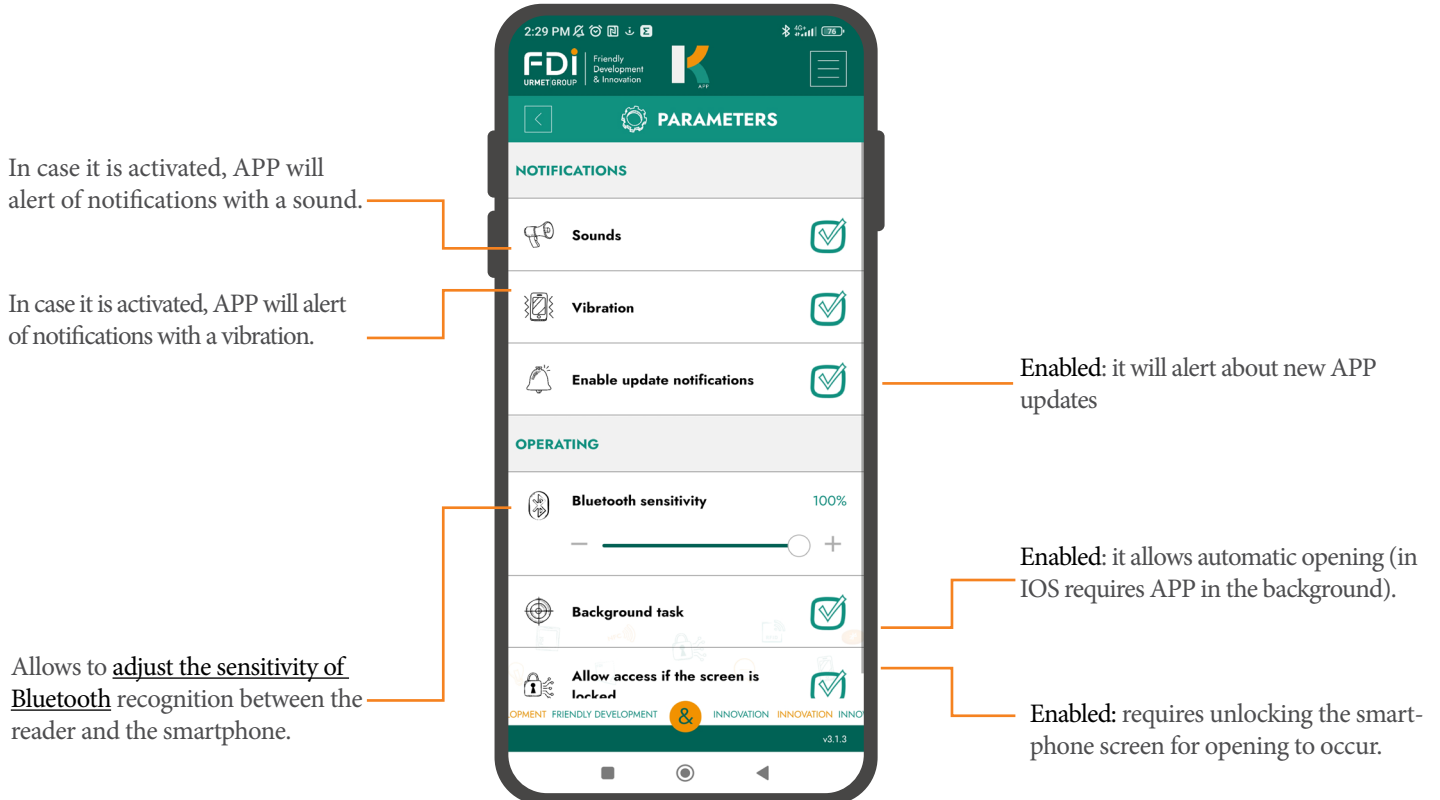 2:29 PM
4G+
76
FDi
URMET GROUP
Friendly
Development
& Innovation
K
APP
PARAMETERS
In case it is activated, APP will
alert of notifications with a sound.
NOTIFICATIONS
Sounds
In case it is activated, APP will alert
of notifications with a vibration.
Vibration
Enable update notifications
Enabled: it will alert about new APP
updates
OPERATING
Bluetooth sensitivity
100%
Enabled: it allows automatic opening (in
IOS requires APP in the background).
Background task
Allows to adjust the sensitivity of
Bluetooth recognition between the
reader and the smartphone.
Allow access if the screen is
locked
Enabled: requires unlocking the smart-
phone screen for opening to occur.
OPMENT FRIENDLY DEVELOPMENT & INNOVATION INNOVATION INNO
v3.1.3